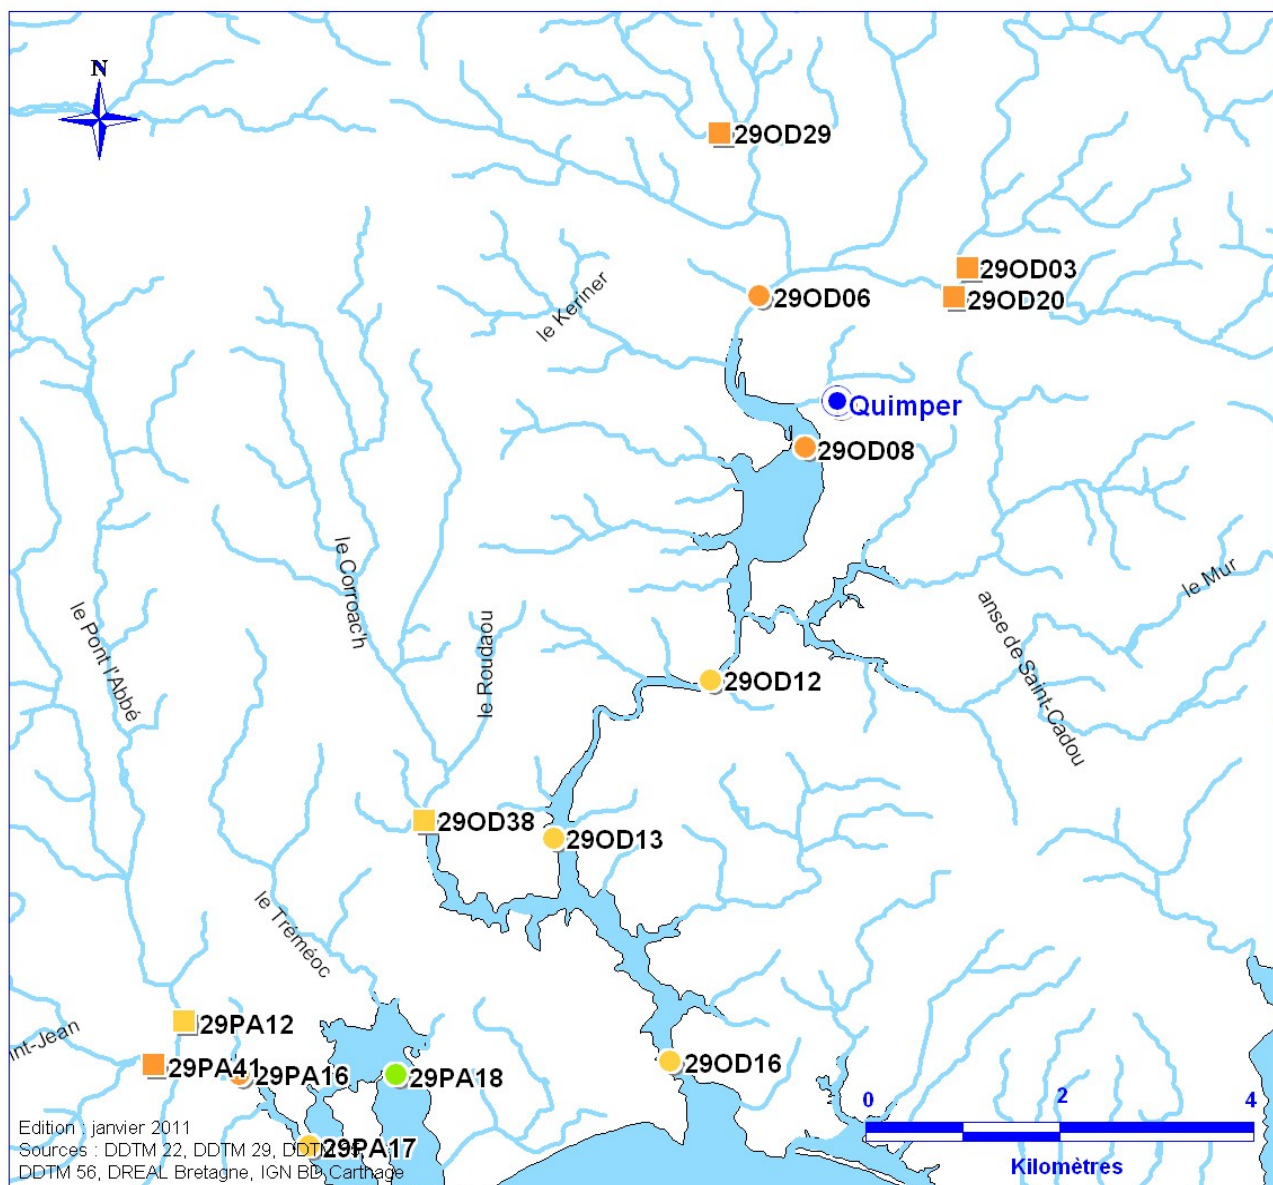 N
29OD29
29OD03
29OD06
29OD20
le Keriner
Quimper
29OD08
le Corroac'h
le Pont l'Abbé
le Roudaou
le Mur
anse de Saint-Cadou
29OD12
29OD38
29OD13
le Tréméoc
29PA12
int-Jean
29PA41
29PA16
29PA18
29OD16
0 2 4
Kilomètres
29PA17
Edition : janvier 2011
Sources : DDTM 22, DDTM 29,
DDTM 56, DREAL Bretagne, IGN BD Carthage